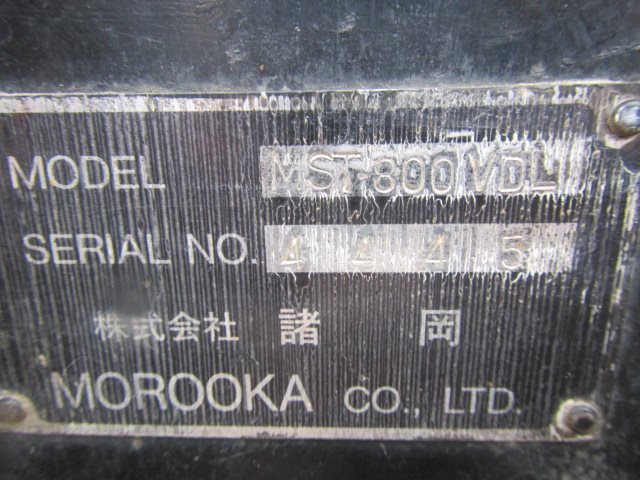 MODEL MST-800VDL
SERIAL NO. 4445
株式会社 諸岡
MOROOKA CO., LTD.